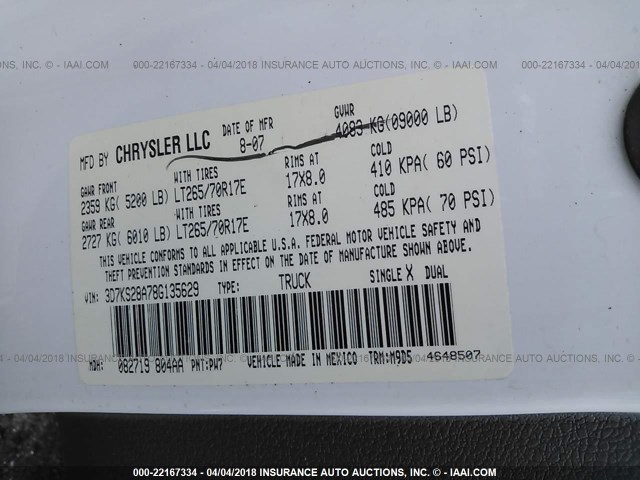 000-22167334 - 04/04/2018 INSURANCE AUTO AUCTIONS, INC. © - IAAI.COM
MFD BY CHRYSLER LLC DATE OF MFR 8-07 GVWR 4083 KG(09000 LB)
GAWR FRONT WITH TIRES RIMS AT COLD
2359 KG( 5200 LB) LT265/70R17E 17X8.0 410 KPA( 60 PSI)
GAWR REAR WITH TIRES RIMS AT COLD
2727 KG( 6010 LB) LT265/70R17E 17X8.0 485 KPA( 70 PSI)
THIS VEHICLE CONFORMS TO ALL APPLICABLE U.S.A. FEDERAL MOTOR VEHICLE SAFETY AND
THEFT PREVENTION STANDARDS IN EFFECT ON THE DATE OF MANUFACTURE SHOWN ABOVE.
VIN: 3D7KS28A78G135629 TYPE: TRUCK SINGLE X DUAL
MDH: 082719 804AA PNT:PW7 VEHICLE MADE IN MEXICO TRM:M9D5 4648507
000-22167334 - 04/04/2018 INSURANCE AUTO AUCTIONS, INC. © - IAAI.COM
000-22167334 - 04/04/2018 INSURANCE AUTO AUCTIONS, INC. © - IAAI.COM